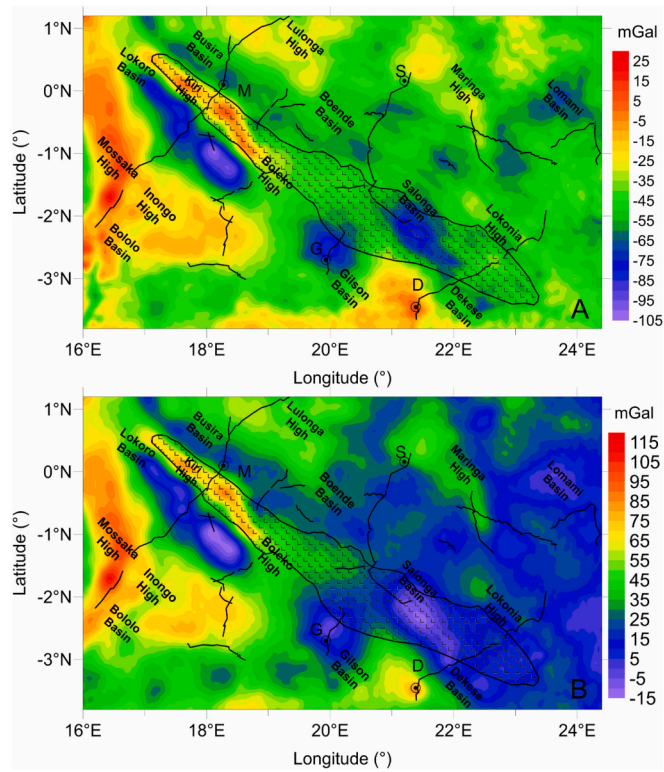 mGal
1°N
0°N
-1°N
-2°N
-3°N
Latitude (°)
Lokoro
Basin
Busira
Basin
Lulonga
High
Kiri
High
M
S
Boende
Basin
Maringa
High
Lomami
Basin
Mossaka
High
Inongo
High
Bololo
Basin
Boleko
High
Salonga
Basin
Lokonia
High
G
Gilson
Basin
D
Dekese
Basin
A
25
15
5
-5
-15
-25
-35
-45
-55
-65
-75
-85
-95
-105
16°E
18°E
20°E
22°E
24°E
Longitude (°)
mGal
1°N
0°N
-1°N
-2°N
-3°N
Latitude (°)
Lokoro
Basin
Busira
Basin
Lulonga
High
Kiri
High
M
S
Boende
Basin
Maringa
High
Lomami
Basin
Mossaka
High
Inongo
High
Bololo
Basin
Boleko
High
Salonga
Basin
Lokonia
High
G
Gilson
Basin
D
Dekese
Basin
B
115
105
95
85
75
65
55
45
35
25
15
5
-5
-15
16°E
18°E
20°E
22°E
24°E
Longitude (°)